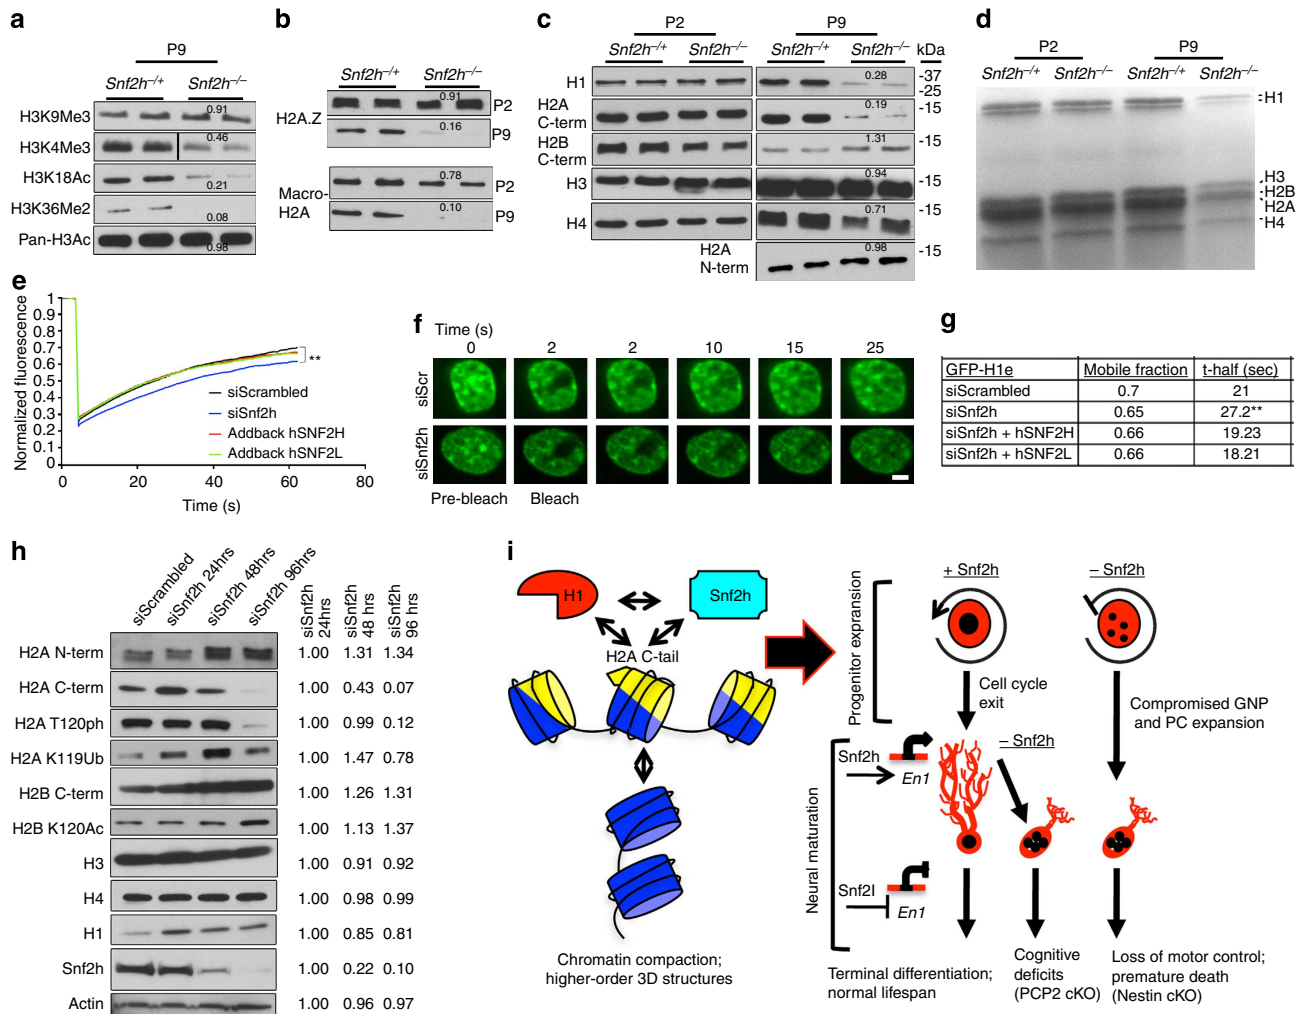 a
P9
Snf2h–/+ Snf2h–/–
H3K9Me3 0.91
H3K4Me3 0.46
H3K18Ac 0.21
H3K36Me2 0.08
Pan-H3Ac 0.98
b
Snf2h–/+ Snf2h–/–
H2A.Z 0.91 P2
0.16 P9
Macro-H2A 0.78 P2
0.10 P9
c
P2 P9
Snf2h–/+ Snf2h–/– Snf2h–/+ Snf2h–/– kDa
H1 0.28 -37
-25
H2A C-term 0.19 -15
H2B C-term 1.31 -15
H3 0.94 -15
H4 0.71 -15
H2A N-term 0.98 -15
d
P2 P9
Snf2h–/+ Snf2h–/– Snf2h–/+ Snf2h–/–
H1
H3
H2B
H2A
H4
e
Normalized fluorescence
1
0.9
0.8
0.7
0.6
0.5
0.4
0.3
0.2
0.1
0
0 20 40 60 80
Time (s)
**
siScrambled
siSnf2h
Addback hSNF2H
Addback hSNF2L
f
Time (s)
0 2 2 10 15 25
siScr
siSnf2h
Pre-bleach Bleach
g
GFP-H1e Mobile fraction t-half (sec)
siScrambled 0.7 21
siSnf2h 0.65 27.2**
siSnf2h + hSNF2H 0.66 19.23
siSnf2h + hSNF2L 0.66 18.21
h
siScrambled siSnf2h 24hrs siSnf2h 48hrs siSnf2h 96hrs
siSnf2h 24hrs siSnf2h 48 hrs siSnf2h 96 hrs
H2A N-term 1.00 1.31 1.34
H2A C-term 1.00 0.43 0.07
H2A T120ph 1.00 0.99 0.12
H2A K119Ub 1.00 1.47 0.78
H2B C-term 1.00 1.26 1.31
H2B K120Ac 1.00 1.13 1.37
H3 1.00 0.91 0.92
H4 1.00 0.98 0.99
H1 1.00 0.85 0.81
Snf2h 1.00 0.22 0.10
Actin 1.00 0.96 0.97
i
H1
Snf2h
H2A C-tail
Chromatin compaction;
higher-order 3D structures
Progenitor expransion
Neural maturation
+ Snf2h
– Snf2h
Cell cycle
exit
Compromised GNP
and PC expansion
– Snf2h
Snf2h
En1
Snf2l
En1
Terminal differentiation;
normal lifespan
Cognitive
deficits
(PCP2 cKO)
Loss of motor control;
premature death
(Nestin cKO)